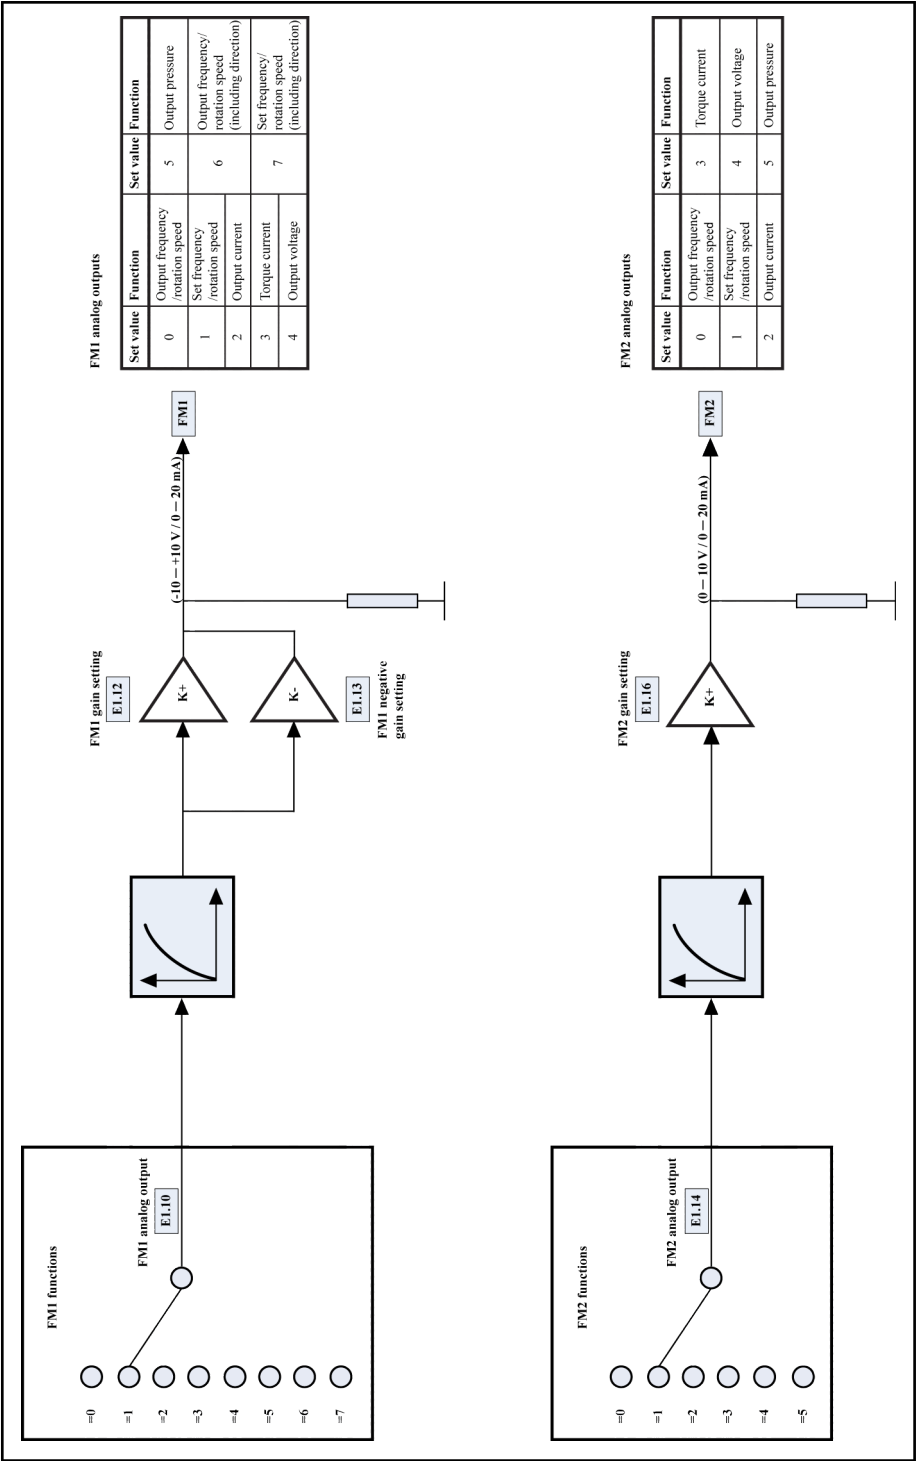 FM1 functions
=0
=1
=2
=3
=4
=5
=6
=7
FM1 analog output
E1.10
FM1 gain setting
E1.12
K+
K-
E1.13
FM1 negative
gain setting
(-10 — +10 V / 0 — 20 mA)
FM1
FM1 analog outputs
Set value Function Set value Function
0 Output frequency
/rotation speed
5 Output pressure
1 Set frequency
/rotation speed
6 Output frequency/
rotation speed
(including direction)
2 Output current
3 Torque current
7 Set frequency/
rotation speed
(including direction)
4 Output voltage
FM2 functions
=0
=1
=2
=3
=4
=5
FM2 analog output
E1.14
FM2 gain setting
E1.16
K+
(0 — 10 V / 0 — 20 mA)
FM2
FM2 analog outputs
Set value Function Set value Function
0 Output frequency
/rotation speed
3 Torque current
1 Set frequency
/rotation speed
4 Output voltage
2 Output current 5 Output pressure